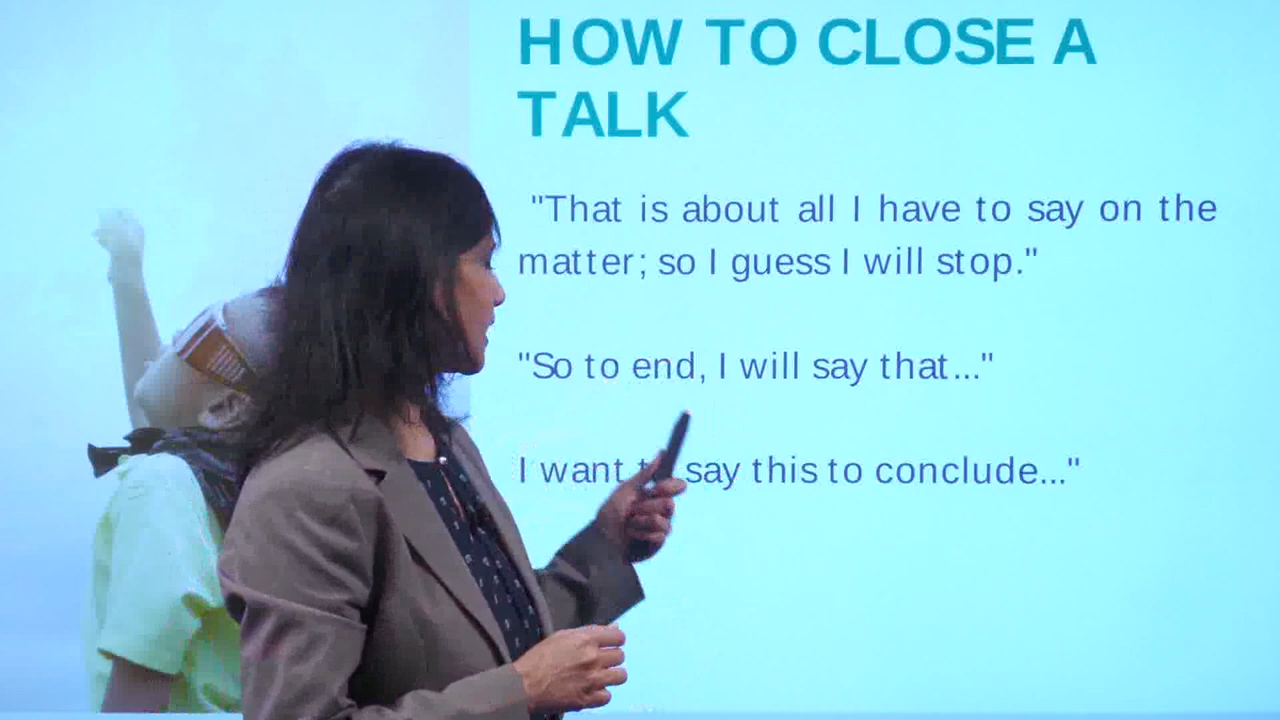 HOW TO CLOSE A
TALK
"That is about all I have to say on the
matter; so I guess I will stop."
"So to end, I will say that..."
I want say this to conclude..."